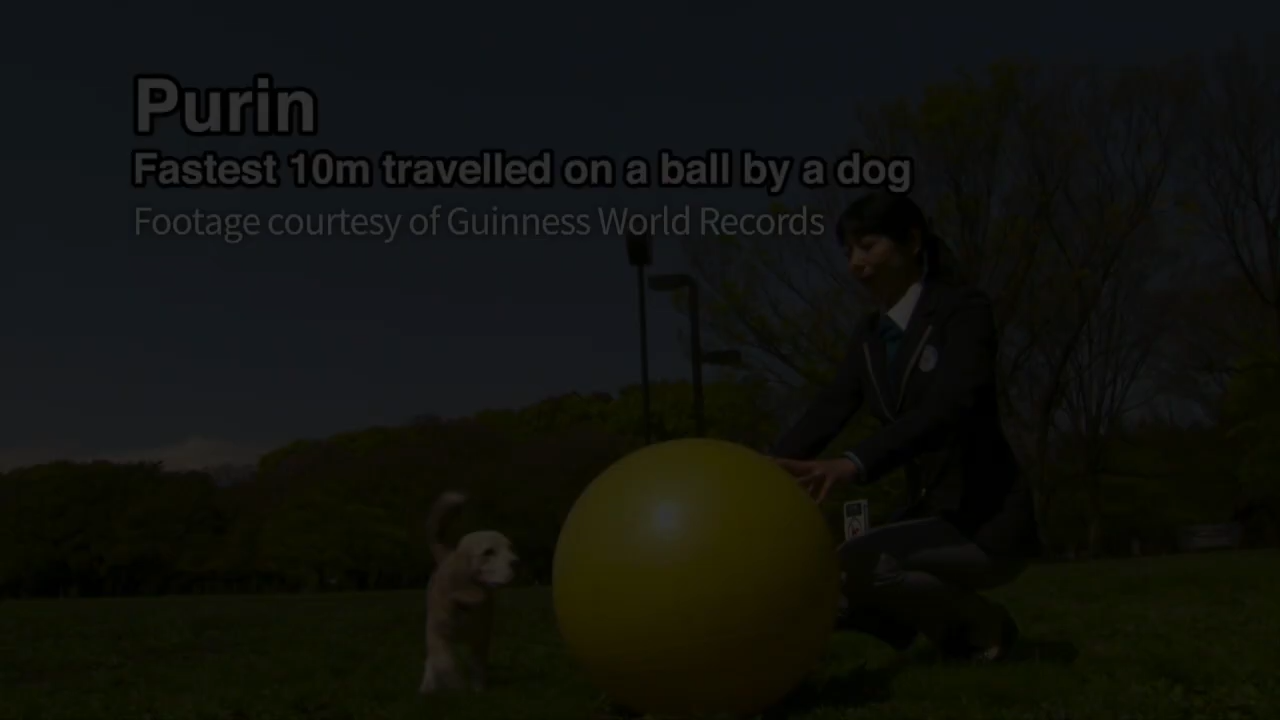 Purin
Fastest 10m travelled on a ball by a dog
Footage courtesy of Guinness World Records